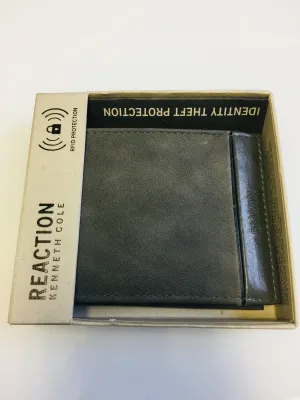 RFID PROTECTION
REACTION
KENNETH COLE
IDENTITY THEFT PROTECTION